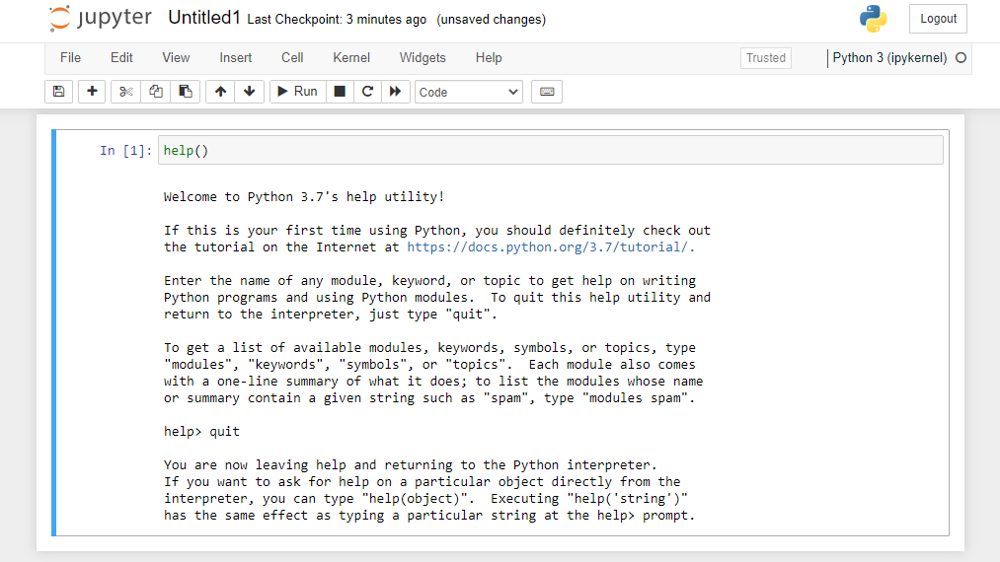 jupyter Untitled1 Last Checkpoint: 3 minutes ago (unsaved changes) Logout
File Edit View Insert Cell Kernel Widgets Help Trusted Python 3 (ipykernel)
Run Code
In [1]: help()
Welcome to Python 3.7's help utility!
If this is your first time using Python, you should definitely check out
the tutorial on the Internet at https://docs.python.org/3.7/tutorial/.
Enter the name of any module, keyword, or topic to get help on writing
Python programs and using Python modules.  To quit this help utility and
return to the interpreter, just type "quit".
To get a list of available modules, keywords, symbols, or topics, type
"modules", "keywords", "symbols", or "topics".  Each module also comes
with a one-line summary of what it does; to list the modules whose name
or summary contain a given string such as "spam", type "modules spam".
help> quit
You are now leaving help and returning to the Python interpreter.
If you want to ask for help on a particular object directly from the
interpreter, you can type "help(object)".  Executing "help('string')"
has the same effect as typing a particular string at the help> prompt.